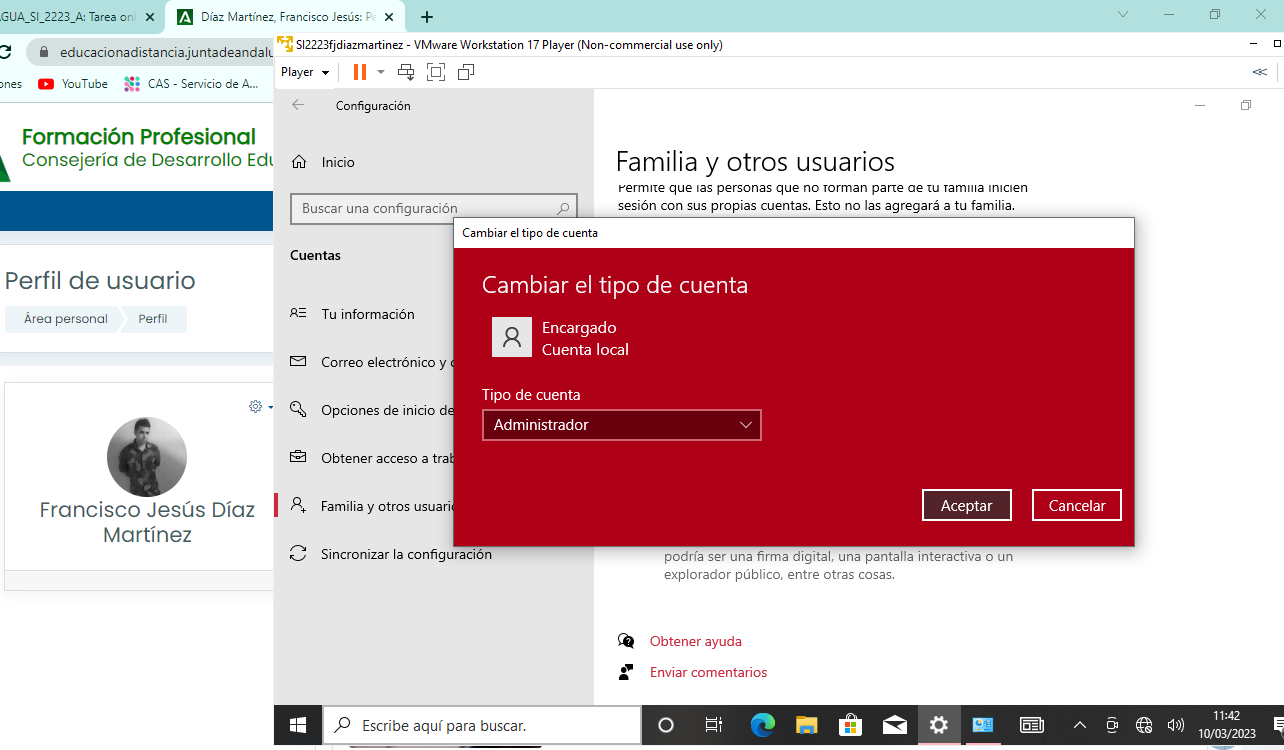 AGUA_SI_2223_A: Tarea onl
Díaz Martínez, Francisco Jesús: Pe
educacionadistancia.juntadeandalu
ones
YouTube
CAS - Servicio de A...
Formación Profesional
Consejería de Desarrollo Edu
Perfil de usuario
Área personal
Perfil
Francisco Jesús Díaz
Martínez
SI2223fjdiazmartinez - VMware Workstation 17 Player (Non-commercial use only)
Player
Configuración
Inicio
Buscar una configuración
Cuentas
Tu información
Correo electrónico y c
Opciones de inicio de
Obtener acceso a trab
Familia y otros usuario
Sincronizar la configuración
Familia y otros usuarios
Permite que las personas que no forman parte de tu familia inicien
sesión con sus propias cuentas. Esto no las agregará a tu familia.
Cambiar el tipo de cuenta
Cambiar el tipo de cuenta
Encargado
Cuenta local
Tipo de cuenta
Administrador
Aceptar
Cancelar
podría ser una firma digital, una pantalla interactiva o un
explorador público, entre otras cosas.
Obtener ayuda
Enviar comentarios
Escribe aquí para buscar.
11:42
10/03/2023